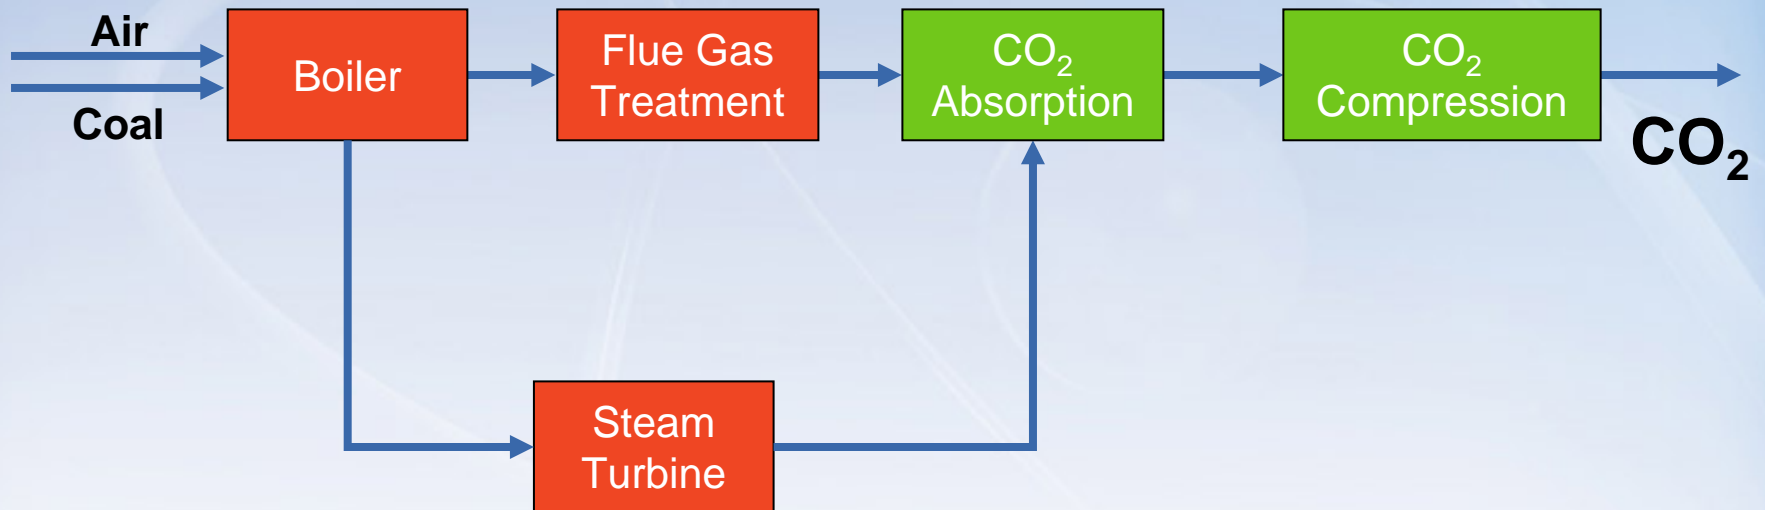 Air
Coal
Boiler
Flue Gas
Treatment
CO₂
Absorption
CO₂
Compression
CO₂
Steam
Turbine